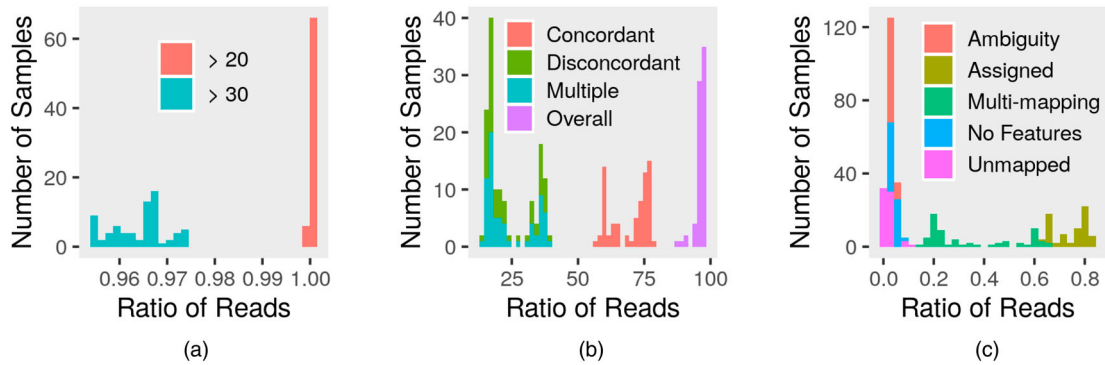 Number of Samples
60
40
20
0
> 20
> 30
0.96
0.97
0.98
0.99
1.00
Ratio of Reads
(a)
Number of Samples
40
30
20
10
0
Concordant
Disconcordant
Multiple
Overall
25
50
75
100
Ratio of Reads
(b)
Number of Samples
120
80
40
0
Ambiguity
Assigned
Multi-mapping
No Features
Unmapped
0.0
0.2
0.4
0.6
0.8
Ratio of Reads
(c)